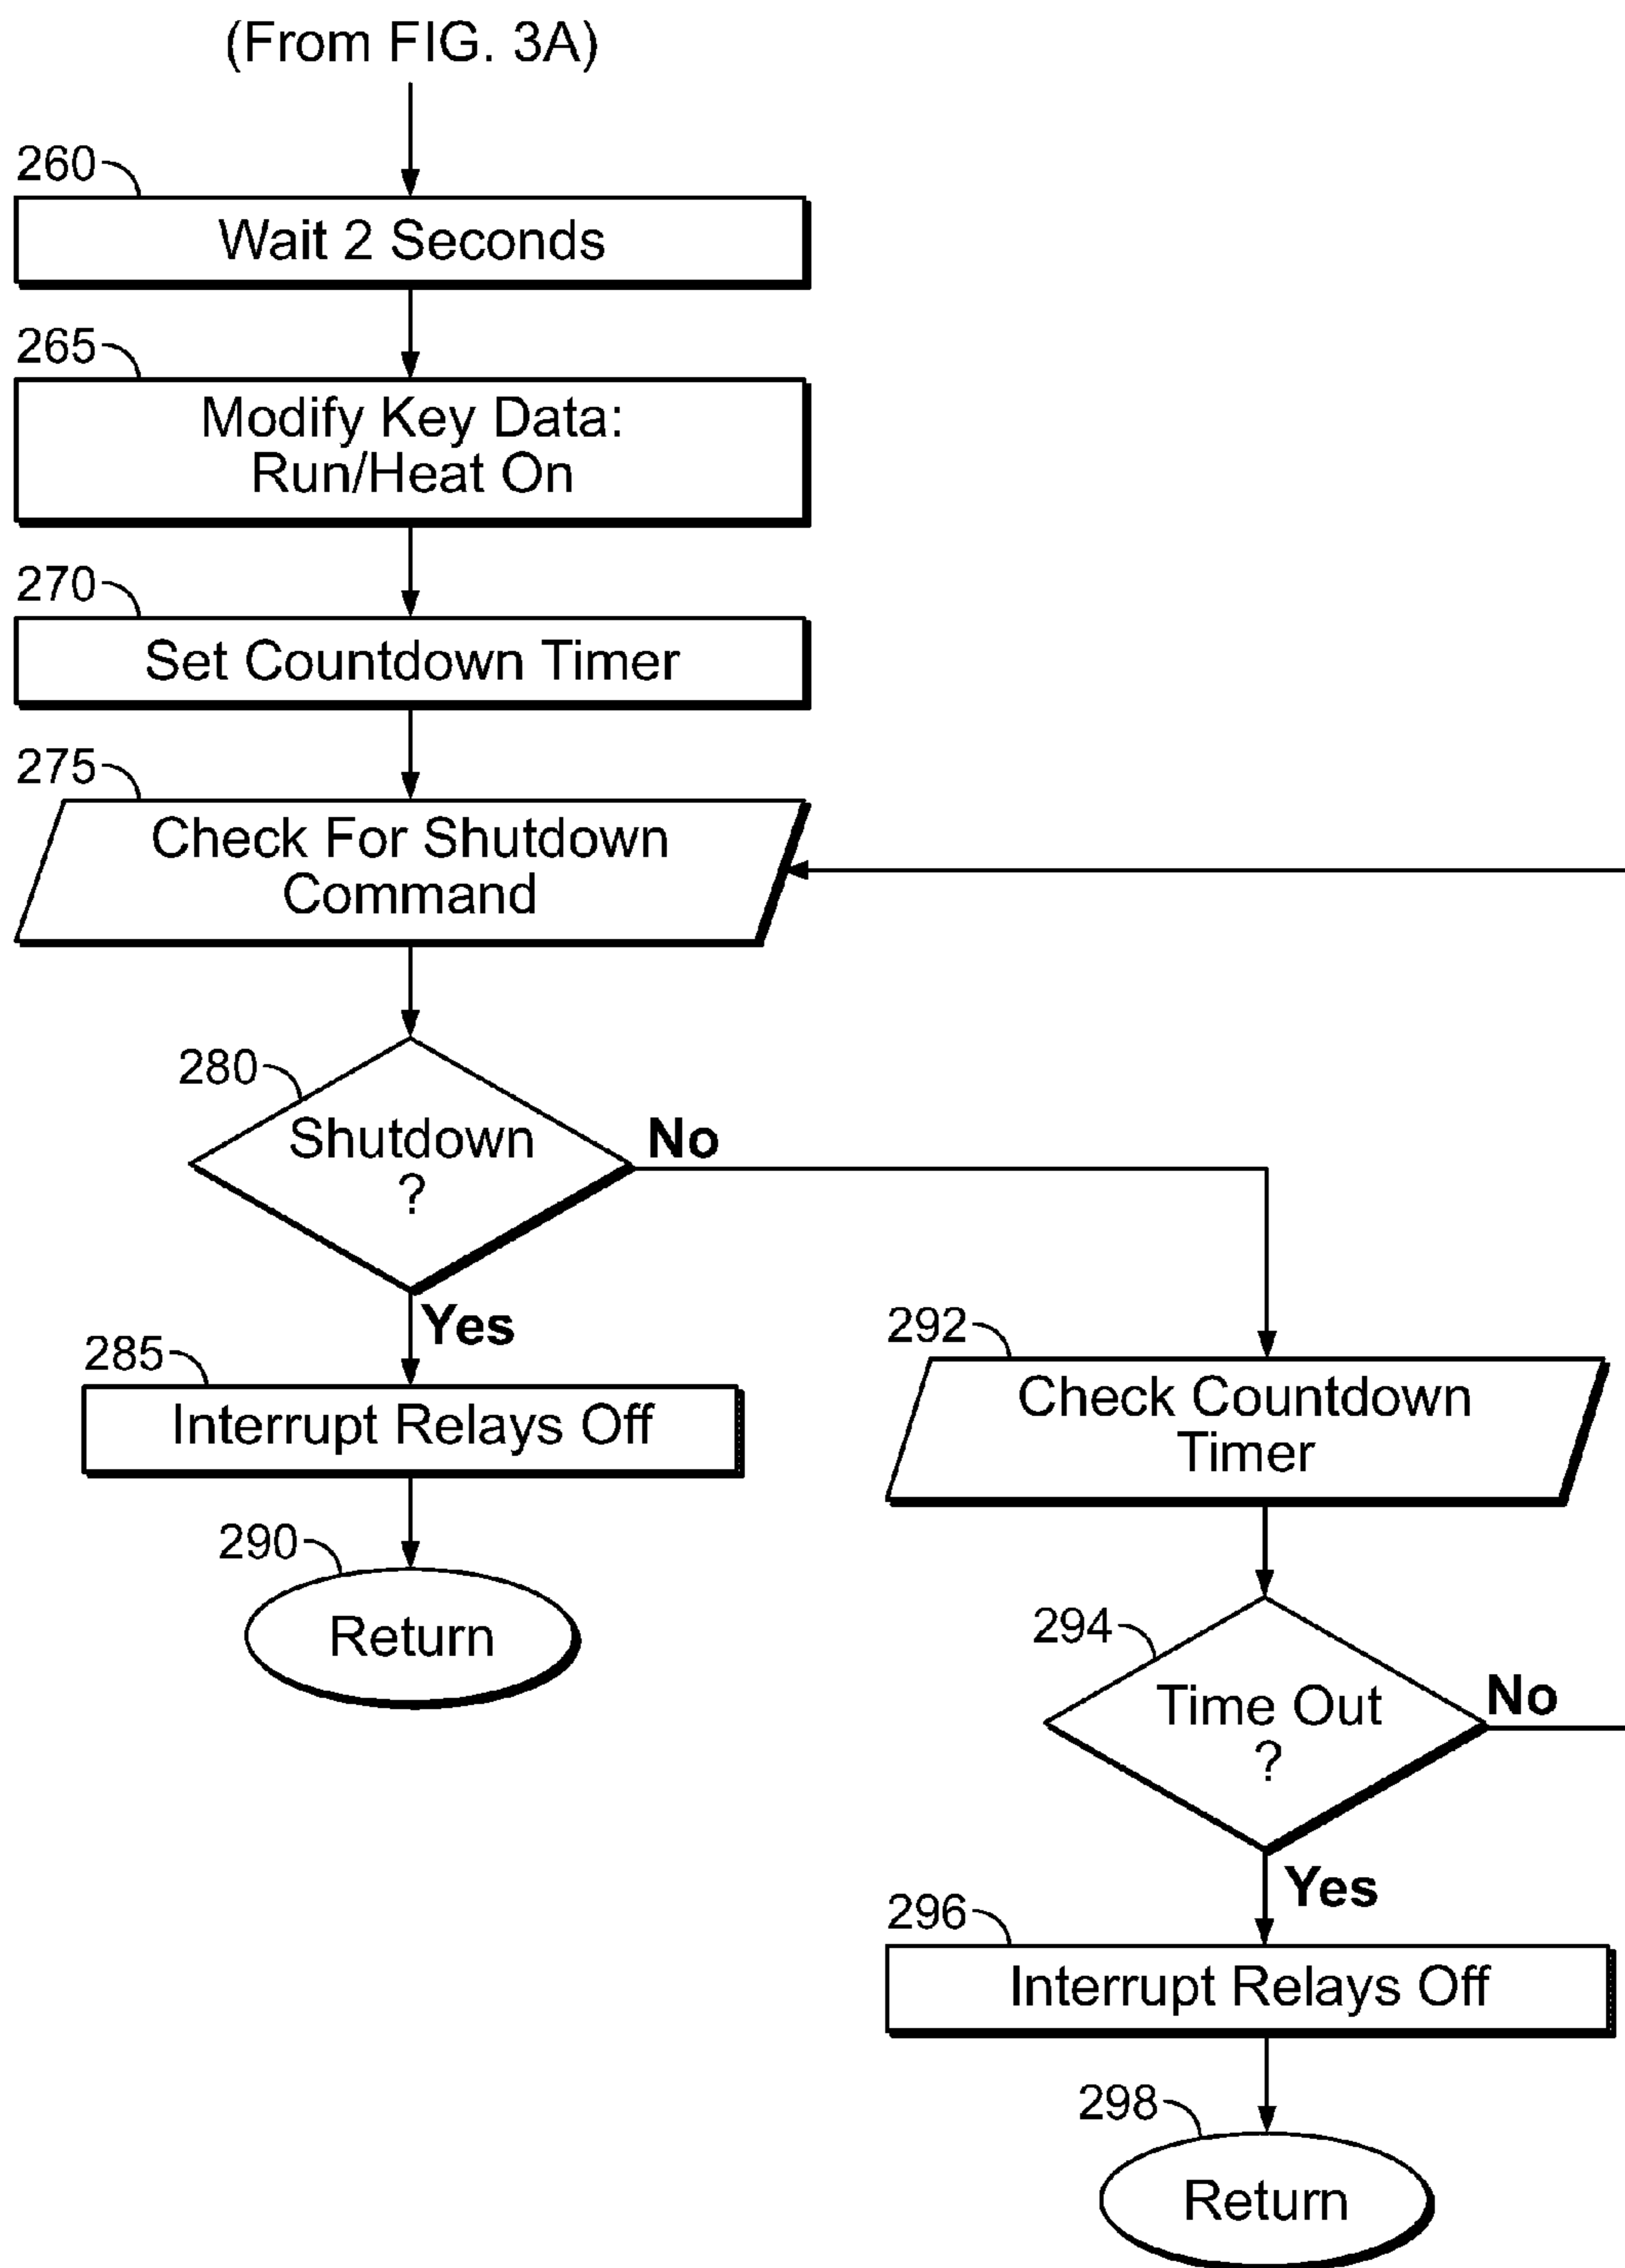 (From FIG. 3A)
260
Wait 2 Seconds
265
Modify Key Data:
Run/Heat On
270
Set Countdown Timer
275
Check For Shutdown
Command
280
Shutdown
?
No
Yes
285
Interrupt Relays Off
290
Return
292
Check Countdown
Timer
294
Time Out
?
No
Yes
296
Interrupt Relays Off
298
Return